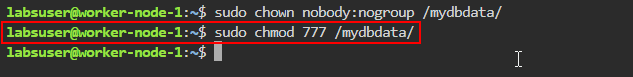 labsuser@worker-node-1:~$ sudo chown nobody:nogroup /mydbdata/
labsuser@worker-node-1:~$ sudo chmod 777 /mydbdata/
labsuser@worker-node-1:~$